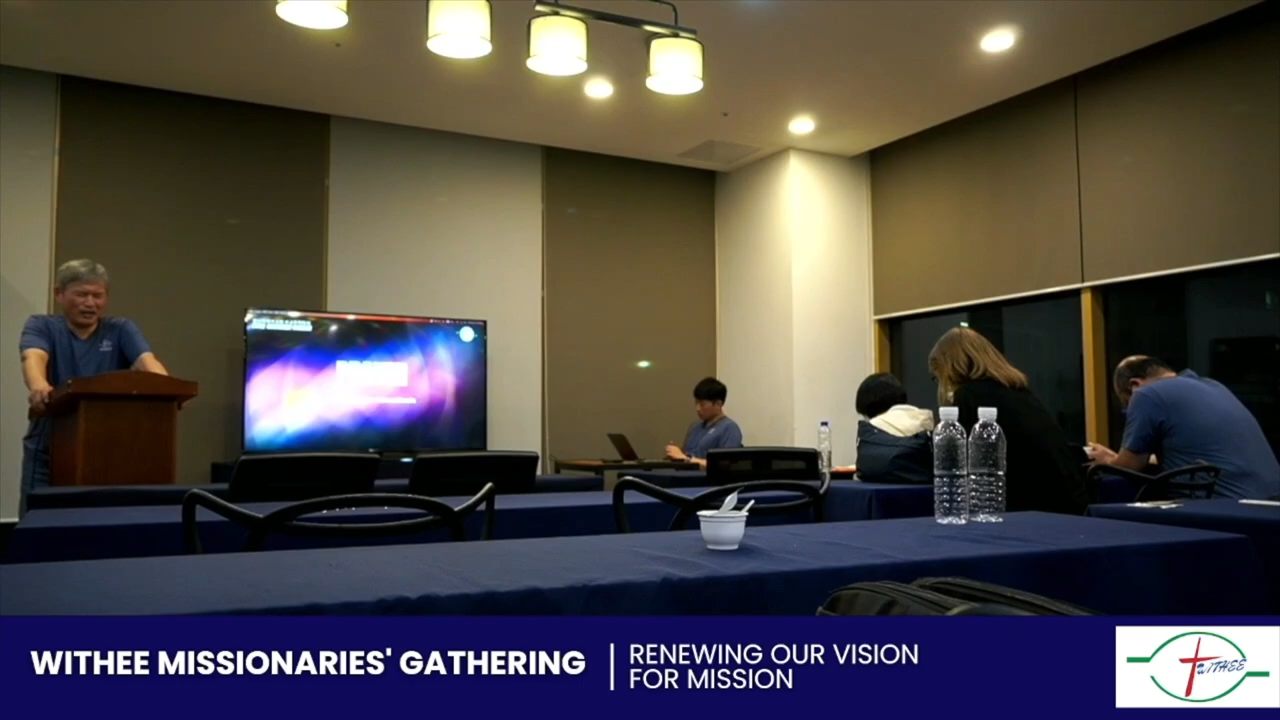 WITHEE MISSIONARIES' GATHERING
RENEWING OUR VISION
FOR MISSION
WITHEE